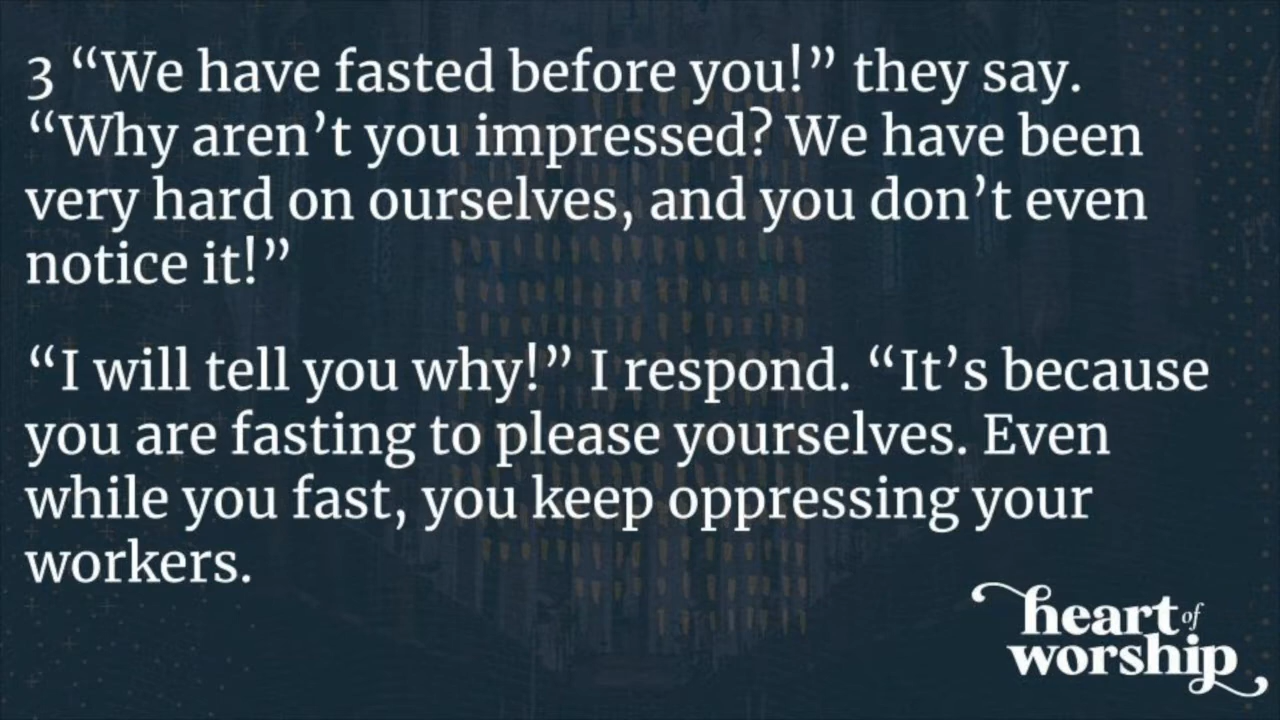 3 “We have fasted before you!” they say.
“Why aren’t you impressed? We have been
very hard on ourselves, and you don’t even
notice it!”
“I will tell you why!” I respond. “It’s because
you are fasting to please yourselves. Even
while you fast, you keep oppressing your
workers.
heart of
worship